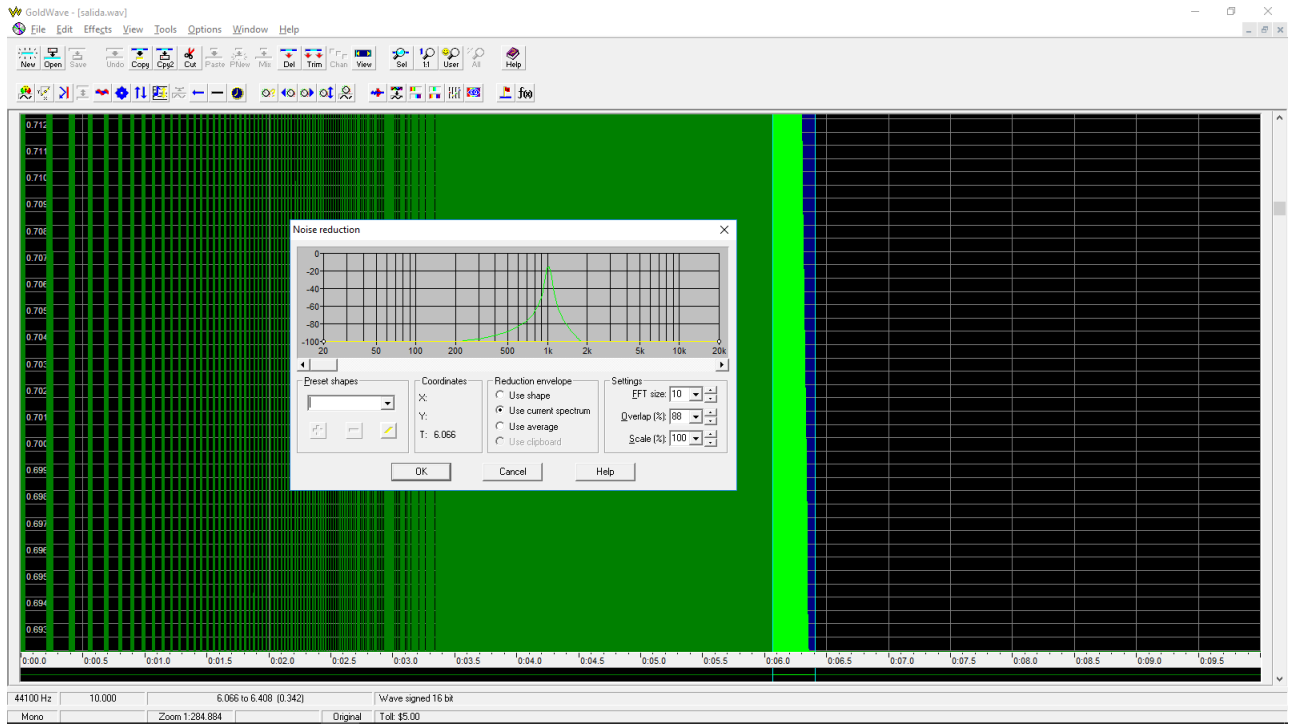 GoldWave - [salida.wav]
File Edit Effects View Tools Options Window Help
New Open Save Undo Copy Cpy2 Cut Paste PNew Mix Del Trim Chan View Sel 1:1 User All Help
f(x)
0.712
0.711
0.710
0.709
0.708
0.707
0.706
0.705
0.704
0.703
0.702
0.701
0.700
0.699
0.698
0.697
0.696
0.695
0.694
0.693
Noise reduction
0
-20
-40
-60
-80
-100
20 50 100 200 500 1k 2k 5k 10k 20k
Preset shapes Coordinates Reduction envelope Settings
X: Use shape FFT size: 10
Y: Use current spectrum Overlap (%): 88
T: 6.066 Use average Scale (%): 100
Use clipboard
OK Cancel Help
0:00.0 0:00.5 0:01.0 0:01.5 0:02.0 0:02.5 0:03.0 0:03.5 0:04.0 0:04.5 0:05.0 0:05.5 0:06.0 0:06.5 0:07.0 0:07.5 0:08.0 0:08.5 0:09.0 0:09.5
44100 Hz 10.000 6.066 to 6.408 (0.342) Wave signed 16 bit
Mono Zoom 1:284.884 Original Toll: $5.00